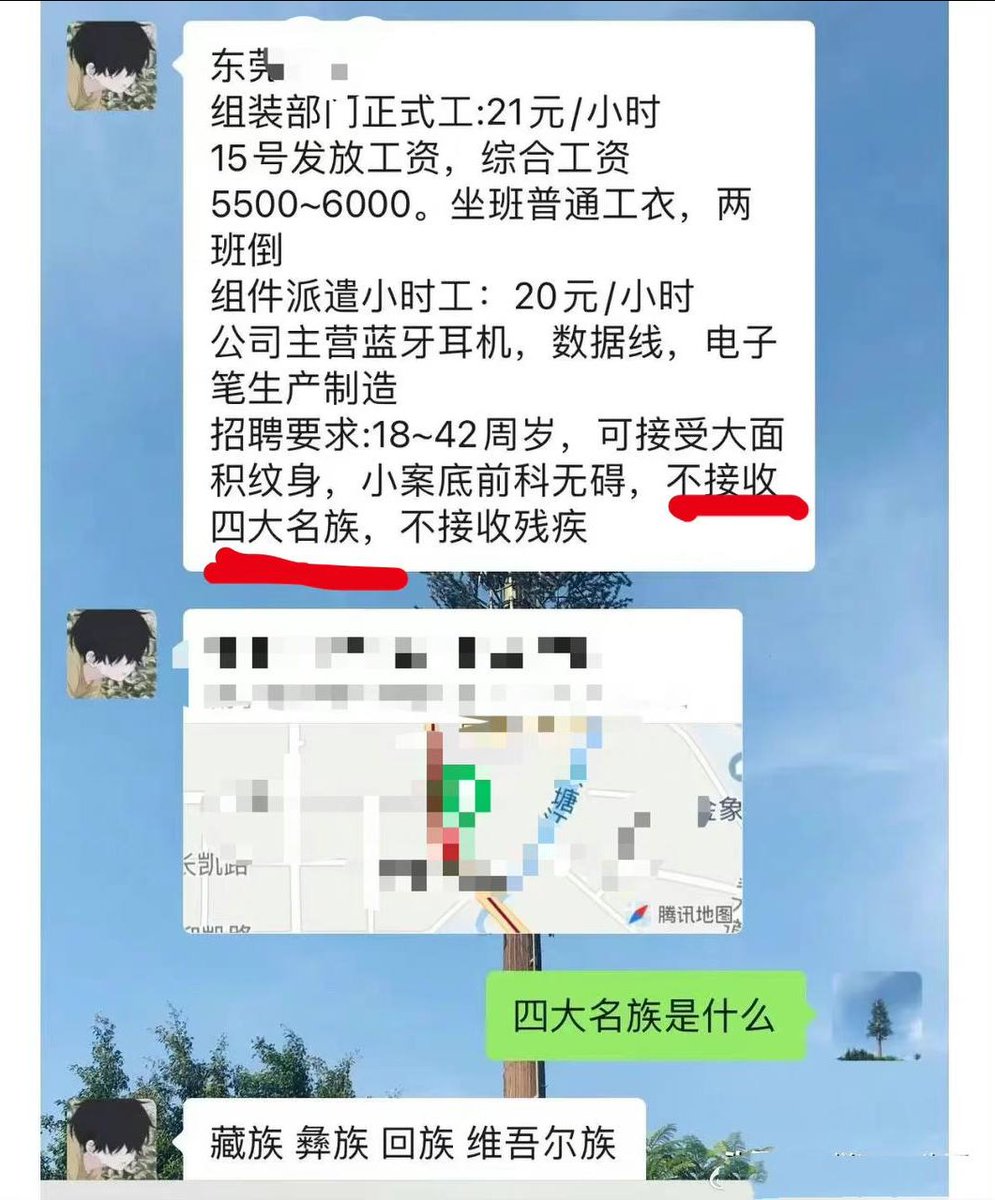 东莞
组装部门正式工:21元/小时
15号发放工资，综合工资
5500~6000。坐班普通工衣，两
班倒
组件派遣小时工：20元/小时
公司主营蓝牙耳机，数据线，电子
笔生产制造
招聘要求:18~42周岁，可接受大面
积纹身，小案底前科无碍，不接收
四大名族，不接收残疾
塘
金象
长凯路
腾讯地图
四大名族是什么
藏族 彝族 回族 维吾尔族